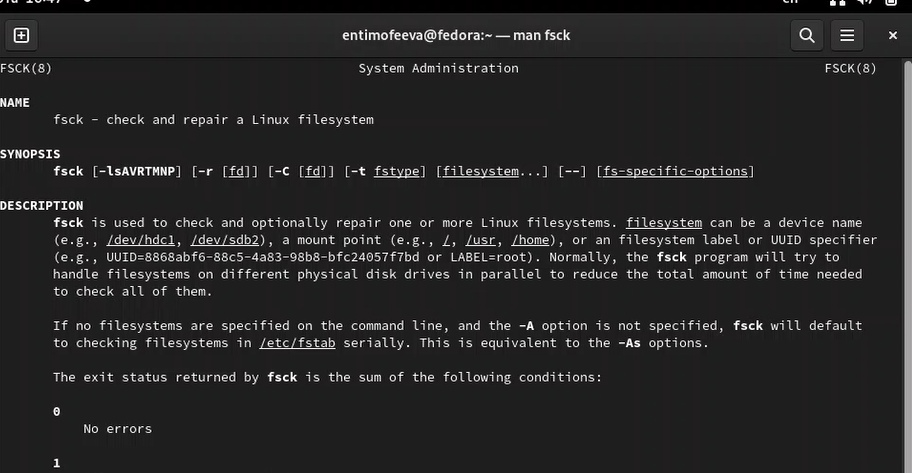 entimofeeva@fedora:~ — man fsck
FSCK(8) System Administration FSCK(8)
NAME
fsck - check and repair a Linux filesystem
SYNOPSIS
fsck [-lsAVRTMNP] [-r [fd]] [-C [fd]] [-t fstype] [filesystem...] [--] [fs-specific-options]
DESCRIPTION
fsck is used to check and optionally repair one or more Linux filesystems. filesystem can be a device name
(e.g., /dev/hdc1, /dev/sdb2), a mount point (e.g., /, /usr, /home), or an filesystem label or UUID specifier
(e.g., UUID=8868abf6-88c5-4a83-98b8-bfc24057f7bd or LABEL=root). Normally, the fsck program will try to
handle filesystems on different physical disk drives in parallel to reduce the total amount of time needed
to check all of them.
If no filesystems are specified on the command line, and the -A option is not specified, fsck will default
to checking filesystems in /etc/fstab serially. This is equivalent to the -As options.
The exit status returned by fsck is the sum of the following conditions:
0
No errors
1